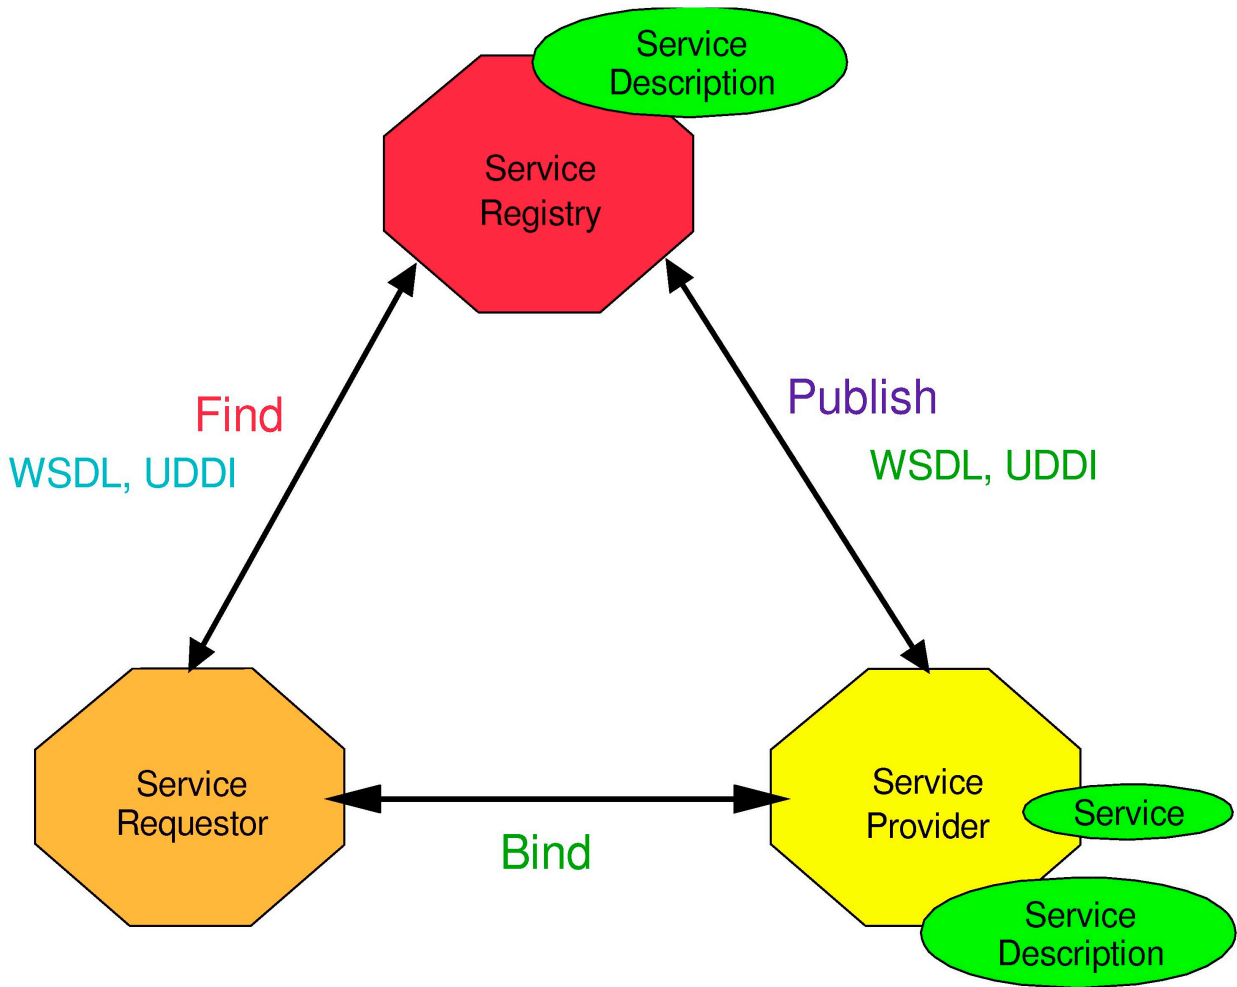 Service
Description
Service
Registry
Find
Publish
WSDL, UDDI
WSDL, UDDI
Service
Requestor
Bind
Service
Provider
Service
Service
Description